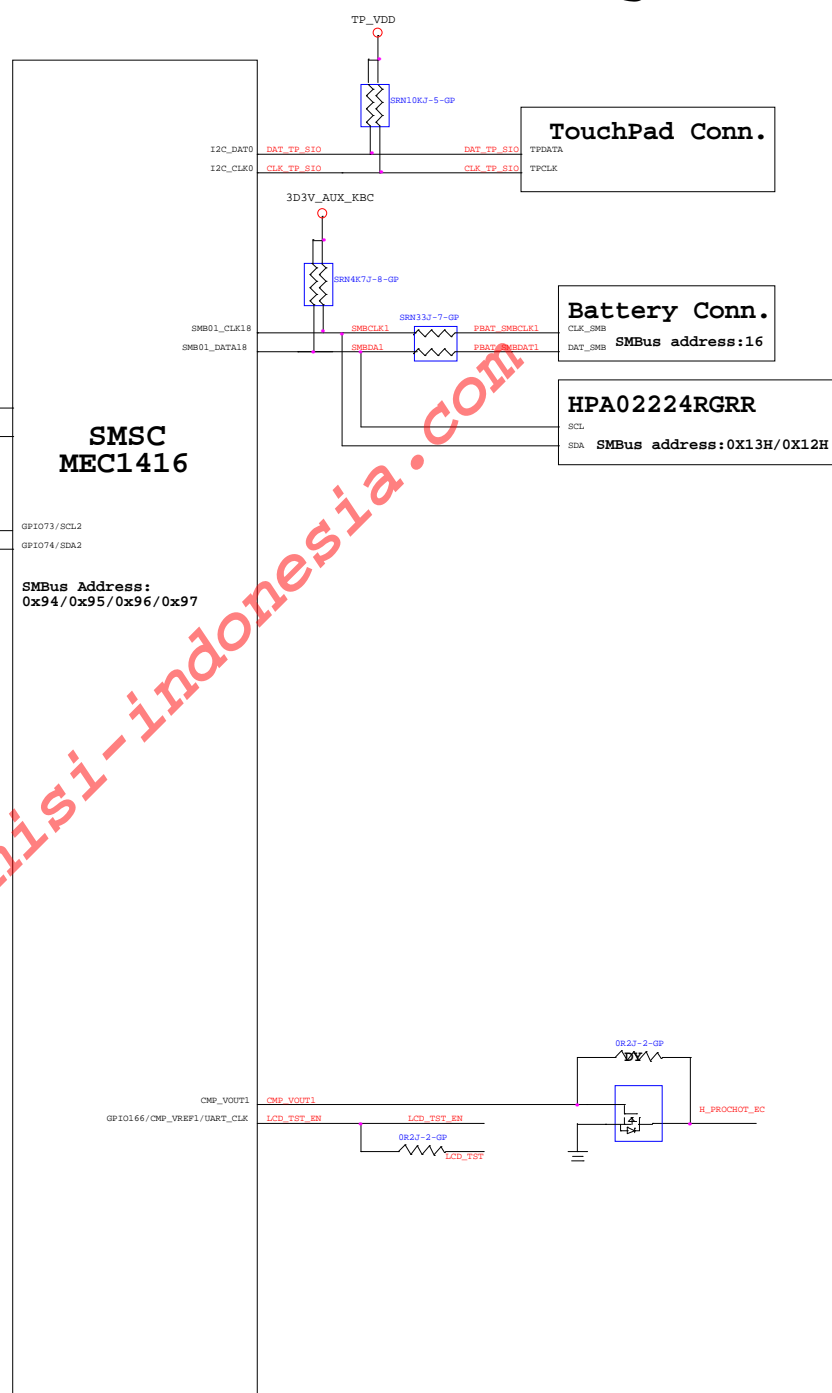 TP_VDD
SRN10KJ-5-GP
TouchPad Conn.
I2C_DAT0 DAT_TP_SIO DAT_TP_SIO TPDATA
I2C_CLK0 CLK_TP_SIO CLK_TP_SIO TPCLK
3D3V_AUX_KBC
SRN4K7J-8-GP
SRN33J-7-GP
Battery Conn.
SMB01_CLK18 SMBCLK1 PBAT_SMBCLK1 CLK_SMB
SMB01_DATA18 SMBDA1 PBAT_SMBDAT1 DAT_SMB SMBus address:16
HPA02224RGRR
SCL
SDA SMBus address:0X13H/0X12H
SMSC
MEC1416
GPIO73/SCL2
GPIO74/SDA2
SMBus Address:
0x94/0x95/0x96/0x97
nisi-indonesia.com
0R2J-2-GP
DY
CMP_VOUT1 CMP_VOUT1
H_PROCHOT_EC
GPIO166/CMP_VREF1/UART_CLK LCD_TST_EN LCD_TST_EN
0R2J-2-GP
LCD_TST